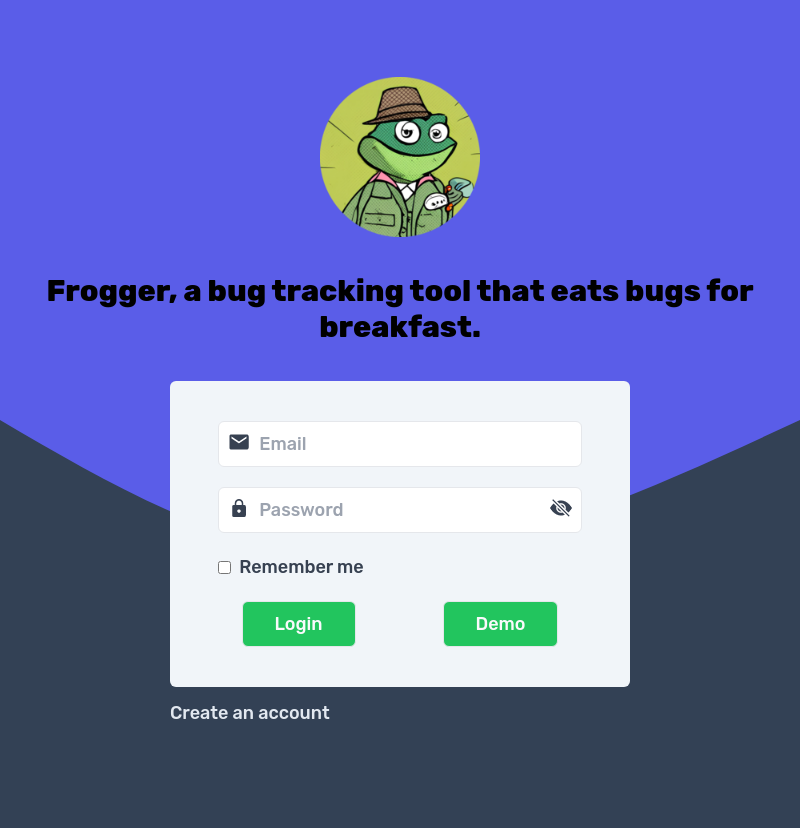 Frogger, a bug tracking tool that eats bugs for
breakfast.
Email
Password
Remember me
Login
Demo
Create an account